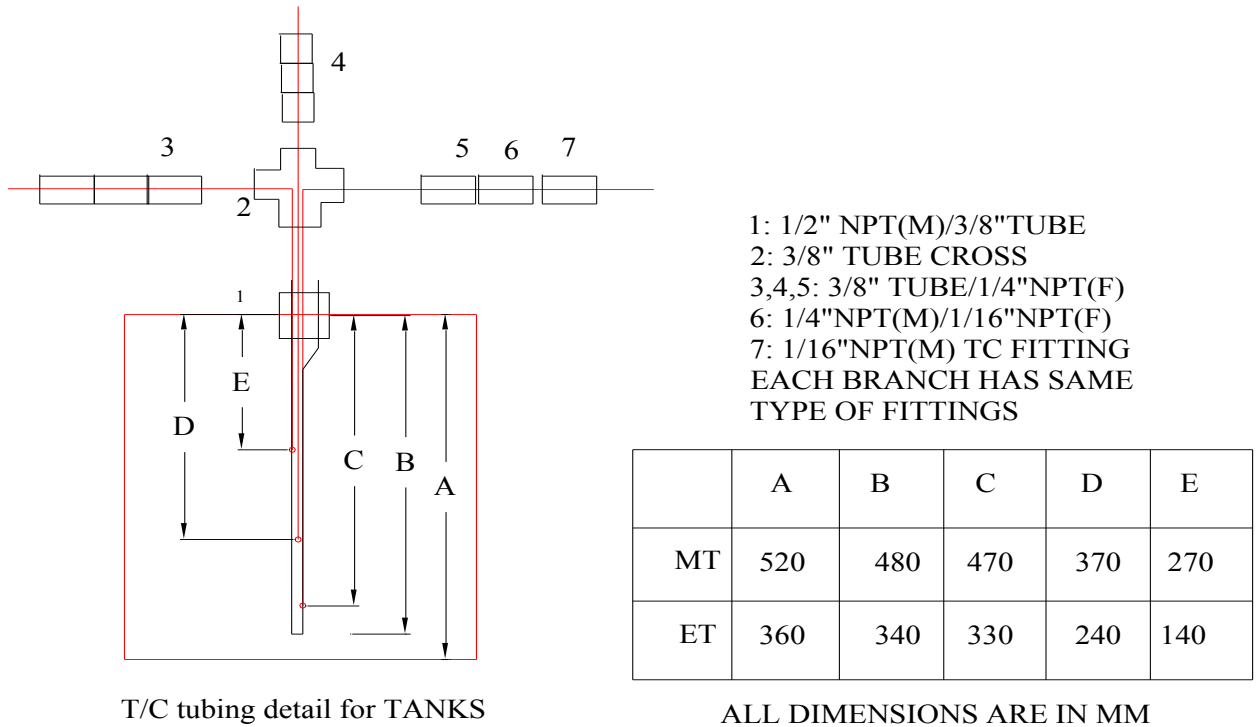 4
3
5 6 7
2
1
E
D
C
B
A
1: 1/2" NPT(M)/3/8"TUBE
2: 3/8" TUBE CROSS
3,4,5: 3/8" TUBE/1/4"NPT(F)
6: 1/4"NPT(M)/1/16"NPT(F)
7: 1/16"NPT(M) TC FITTING
EACH BRANCH HAS SAME
TYPE OF FITTINGS
A B C D E
MT 520 480 470 370 270
ET 360 340 330 240 140
T/C tubing detail for TANKS
ALL DIMENSIONS ARE IN MM